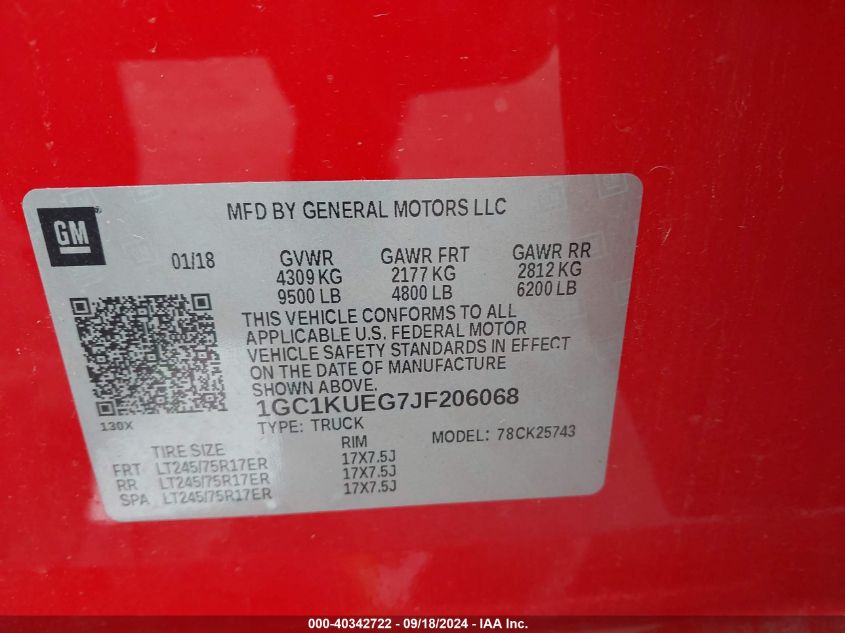 GM
MFD BY GENERAL MOTORS LLC
01/18 GVWR GAWR FRT GAWR RR
4309 KG 2177 KG 2812 KG
9500 LB 4800 LB 6200 LB
THIS VEHICLE CONFORMS TO ALL
APPLICABLE U.S. FEDERAL MOTOR
VEHICLE SAFETY STANDARDS IN EFFECT
ON THE DATE OF MANUFACTURE
SHOWN ABOVE.
1GC1KUEG7JF206068
130X
TYPE: TRUCK
MODEL: 78CK25743
TIRE SIZE RIM
FRT LT245/75R17ER 17X7.5J
RR LT245/75R17ER 17X7.5J
SPA LT245/75R17ER 17X7.5J
000-40342722 - 09/18/2024 - IAA Inc.